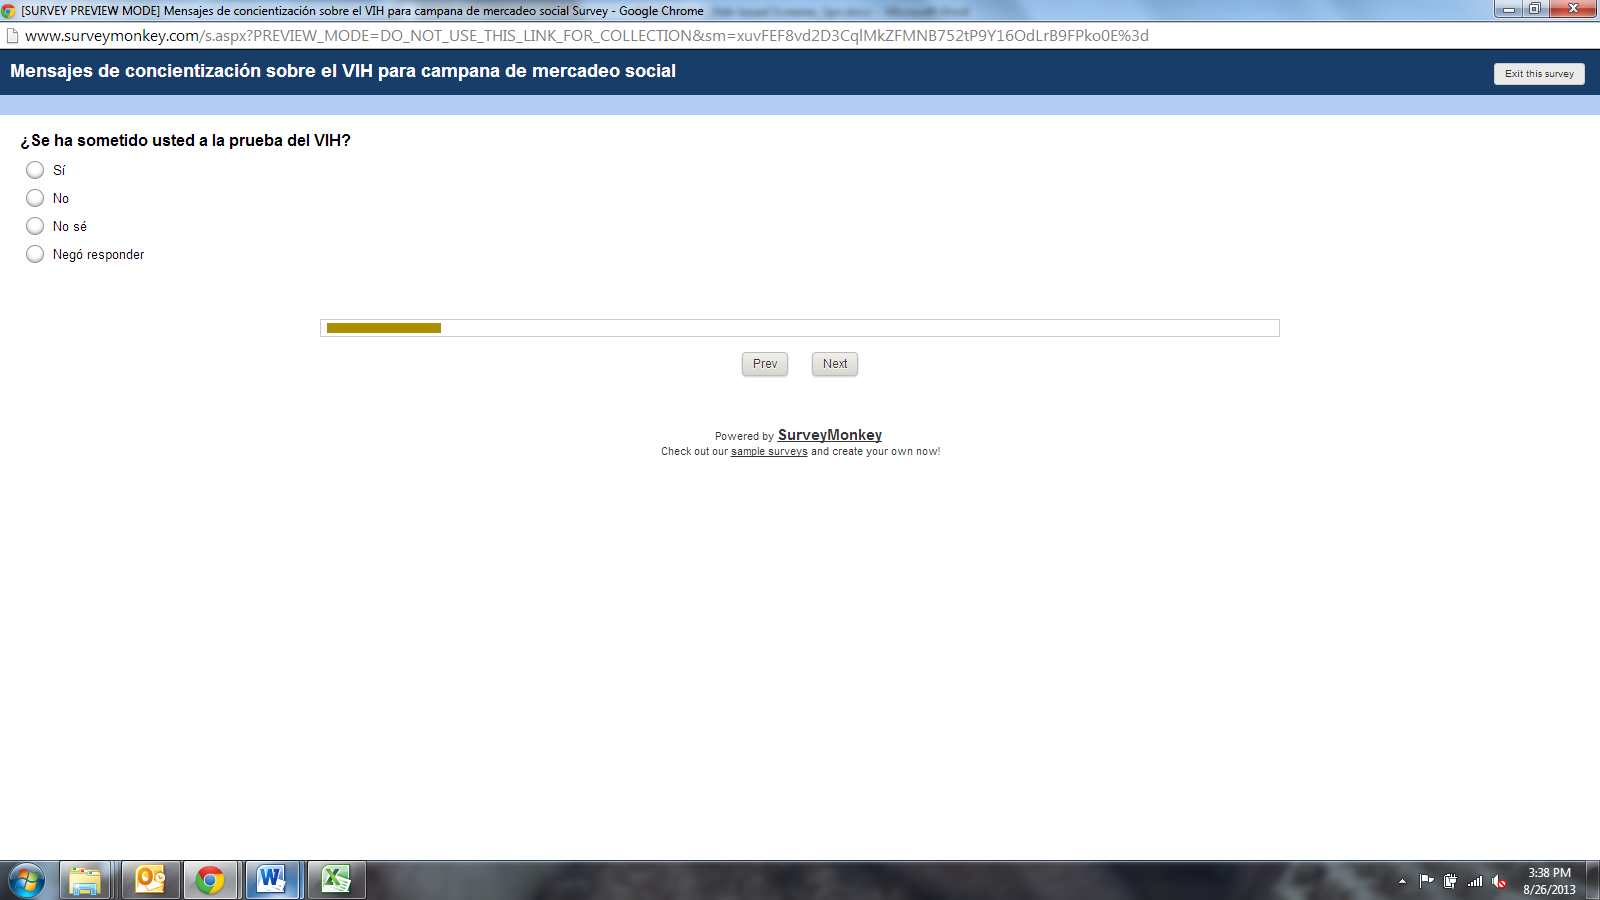 [SURVEY PREVIEW MODE] Mensajes de concientización sobre el VIH para campana de mercadeo social Survey - Google Chrome
www.surveymonkey.com/s.aspx?PREVIEW_MODE=DO_NOT_USE_THIS_LINK_FOR_COLLECTION&sm=xuvFEF8vd2D3CqlMkZFMNB752tP9Y16OdLrB9FPko0E%3d
Mensajes de concientización sobre el VIH para campana de mercadeo social
Exit this survey
¿Se ha sometido usted a la prueba del VIH?
Sí
No
No sé
Negó responder
Prev Next
Powered by SurveyMonkey
Check out our sample surveys and create your own now!
3:38 PM
8/26/2013